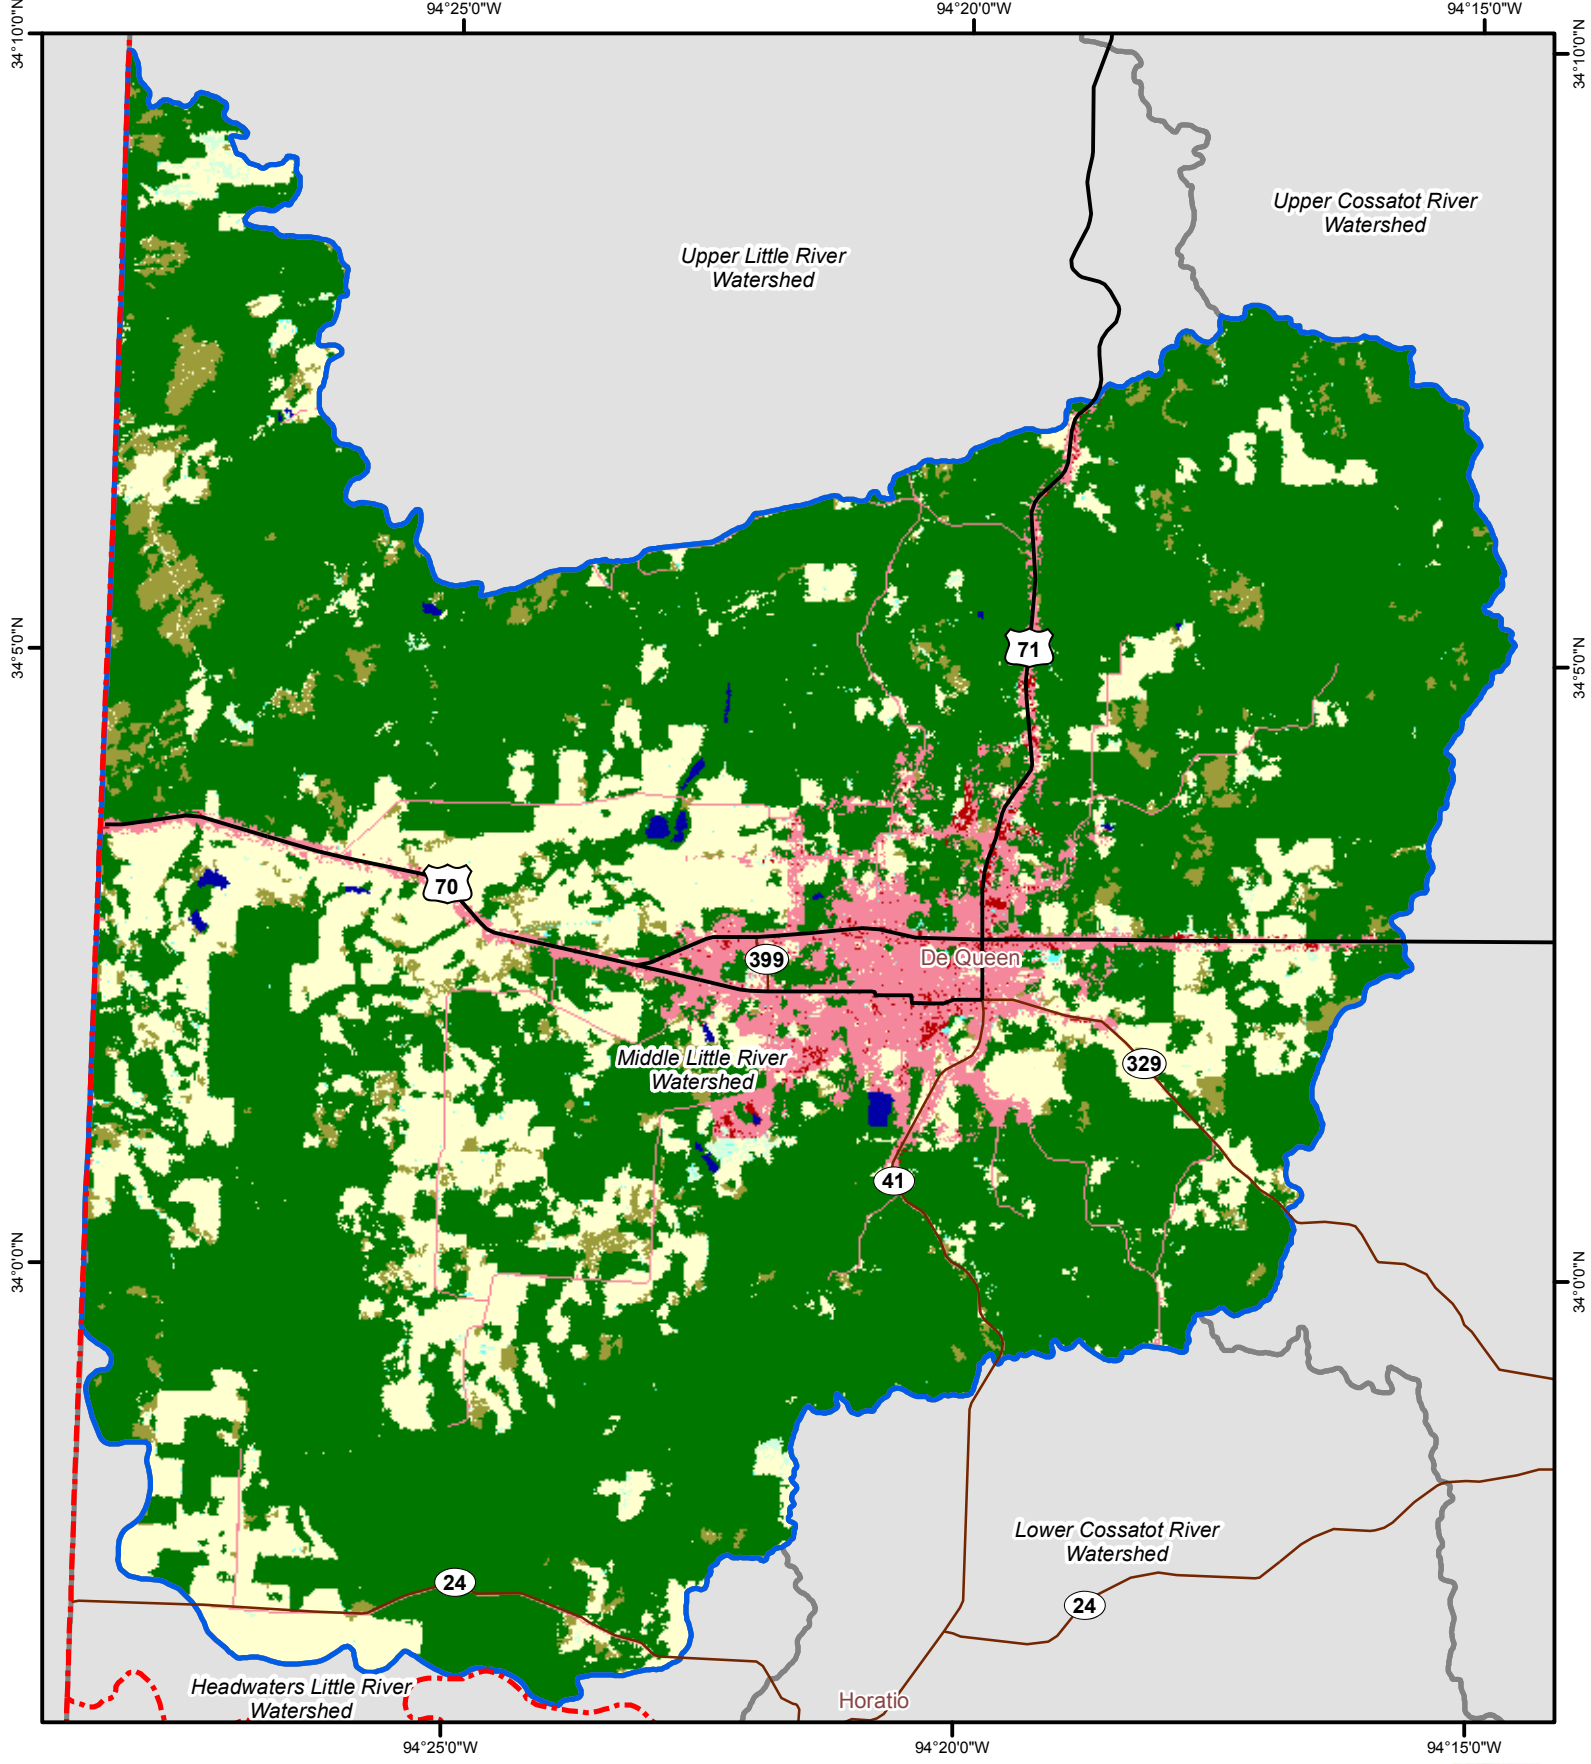 94°25'0"W
94°20'0"W
94°15'0"W
34°10'0"N
34°10'0"N
Upper Cossatot River
Watershed
Upper Little River
Watershed
34°5'0"N
71
34°5'0"N
70
399
De Queen
Middle Little River
Watershed
329
41
34°0'0"N
34°0'0"N
Lower Cossatot River
Watershed
24
24
Headwaters Little River
Watershed
Horatio
94°25'0"W
94°20'0"W
94°15'0"W